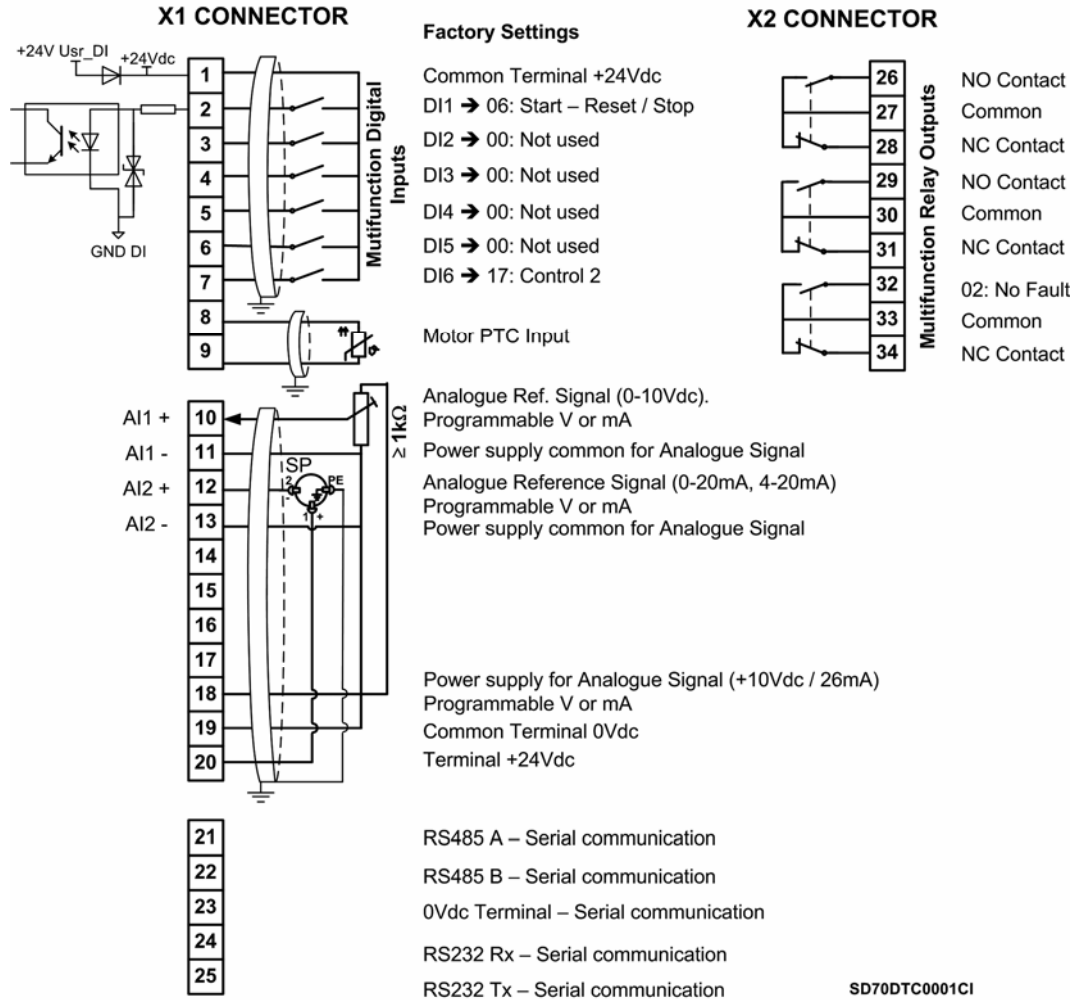 X1 CONNECTOR
Factory Settings
X2 CONNECTOR
+24V Usr_DI
+24Vdc
GND DI
1
2
3
4
5
6
7
8
9
Mutifunction Digital
Inputs
Common Terminal +24Vdc
DI1 ➔ 06: Start – Reset / Stop
DI2 ➔ 00: Not used
DI3 ➔ 00: Not used
DI4 ➔ 00: Not used
DI5 ➔ 00: Not used
DI6 ➔ 17: Control 2
Motor PTC Input
26 NO Contact
27 Common
28 NC Contact
29 NO Contact
30 Common
31 NC Contact
32 02: No Fault
33 Common
34 NC Contact
Multifunction Relay Outputs
AI1 + 10
AI1 - 11
AI2 + 12
AI2 - 13
14
15
16
17
18
19
20
≥ 1kΩ
SP
2
-
PE
1
+
Analogue Ref. Signal (0-10Vdc).
Programmable V or mA
Power supply common for Analogue Signal
Analogue Reference Signal (0-20mA, 4-20mA)
Programmable V or mA
Power supply common for Analogue Signal
Power supply for Analogue Signal (+10Vdc / 26mA)
Programmable V or mA
Common Terminal 0Vdc
Terminal +24Vdc
21 RS485 A – Serial communication
22 RS485 B – Serial communication
23 0Vdc Terminal – Serial communication
24 RS232 Rx – Serial communication
25 RS232 Tx – Serial communication
SD70DTC0001CI